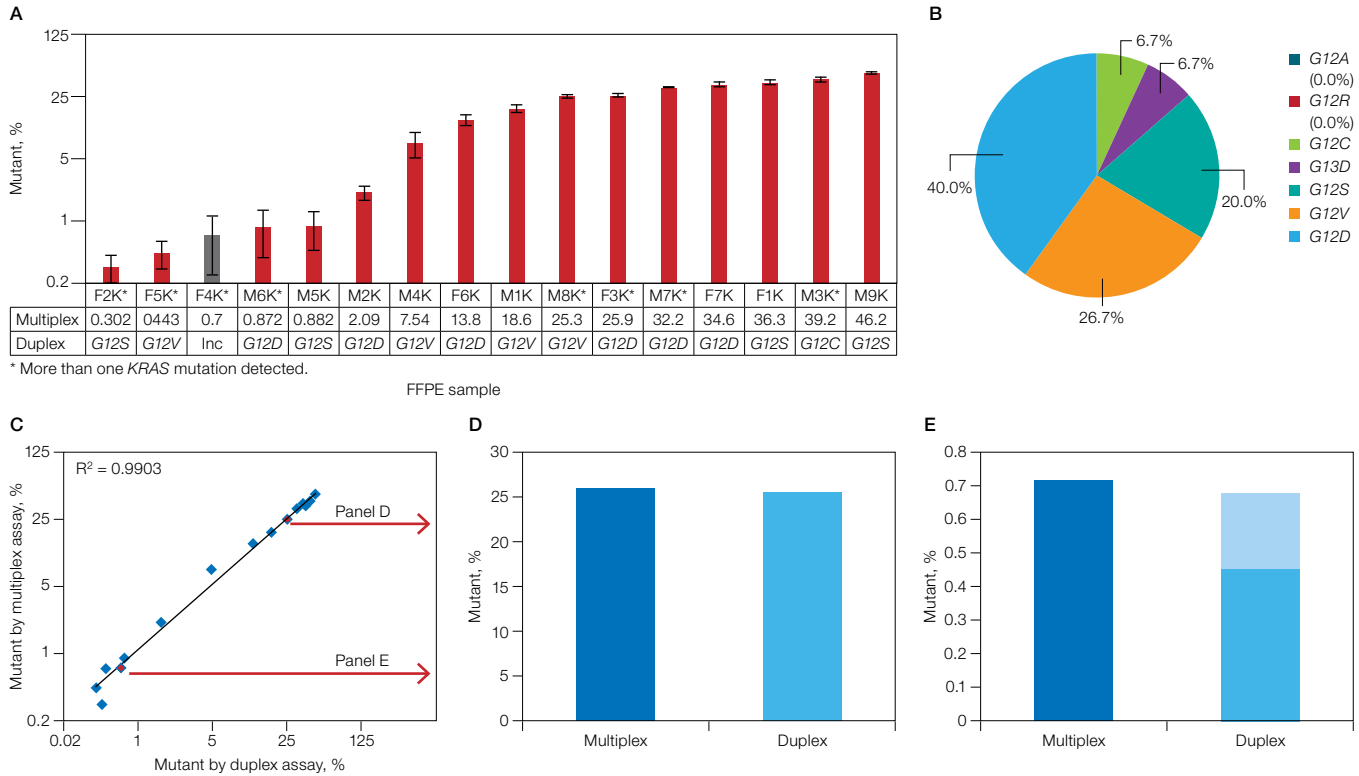 A
125
25
5
1
0.2
Mutant, %
F2K* F5K* F4K* M6K* M5K M2K M4K F6K M1K M8K* F3K* M7K* F7K F1K M3K* M9K
Multiplex 0.302 0443 0.7 0.872 0.882 2.09 7.54 13.8 18.6 25.3 25.9 32.2 34.6 36.3 39.2 46.2
Duplex G12S G12V Inc G12D G12S G12D G12V G12D G12V G12V G12D G12D G12D G12S G12C G12S
* More than one KRAS mutation detected.
FFPE sample
B
6.7%
6.7%
20.0%
26.7%
40.0%
G12A
(0.0%)
G12R
(0.0%)
G12C
G13D
G12S
G12V
G12D
C
R² = 0.9903
125
25
5
1
0.2
Mutant by multiplex assay, %
Panel D
Panel E
0.02 1 5 25 125
Mutant by duplex assay, %
D
30
25
20
15
10
5
0
Mutant, %
Multiplex Duplex
E
0.8
0.7
0.6
0.5
0.4
0.3
0.2
0.1
0
Mutant, %
Multiplex Duplex